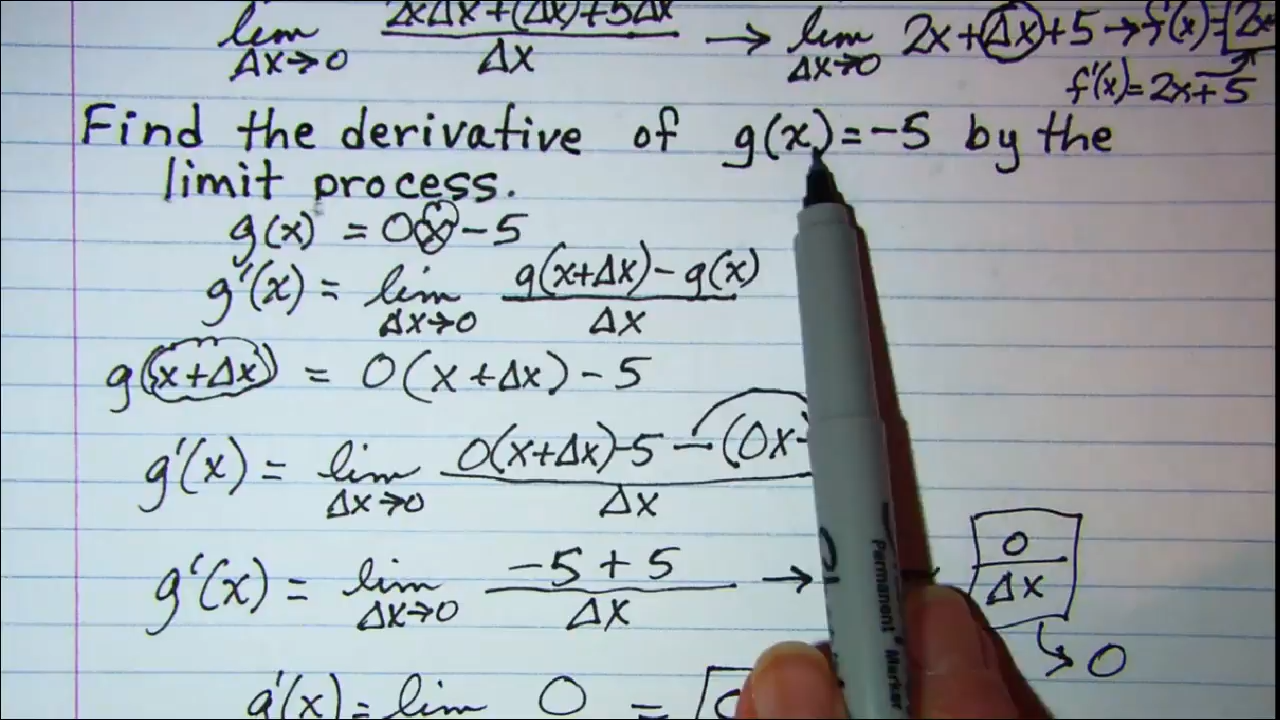 lim 2xΔx+(Δx)+5Δx / Δx → lim 2x+Δx+5 → f'(x)=2x
Δx→0 Δx→0
f'(x)=2x+5
Find the derivative of g(x)=-5 by the
limit process.
g(x) = 0x-5
g'(x) = lim g(x+Δx)-g(x) / Δx
Δx→0
g(x+Δx) = 0(x+Δx)-5
g'(x) = lim 0(x+Δx)-5-(0x- / Δx
Δx→0
g'(x) = lim -5+5 / Δx → 0 / Δx
Δx→0
→ 0
g'(x) = lim 0 =
Permanent Marker